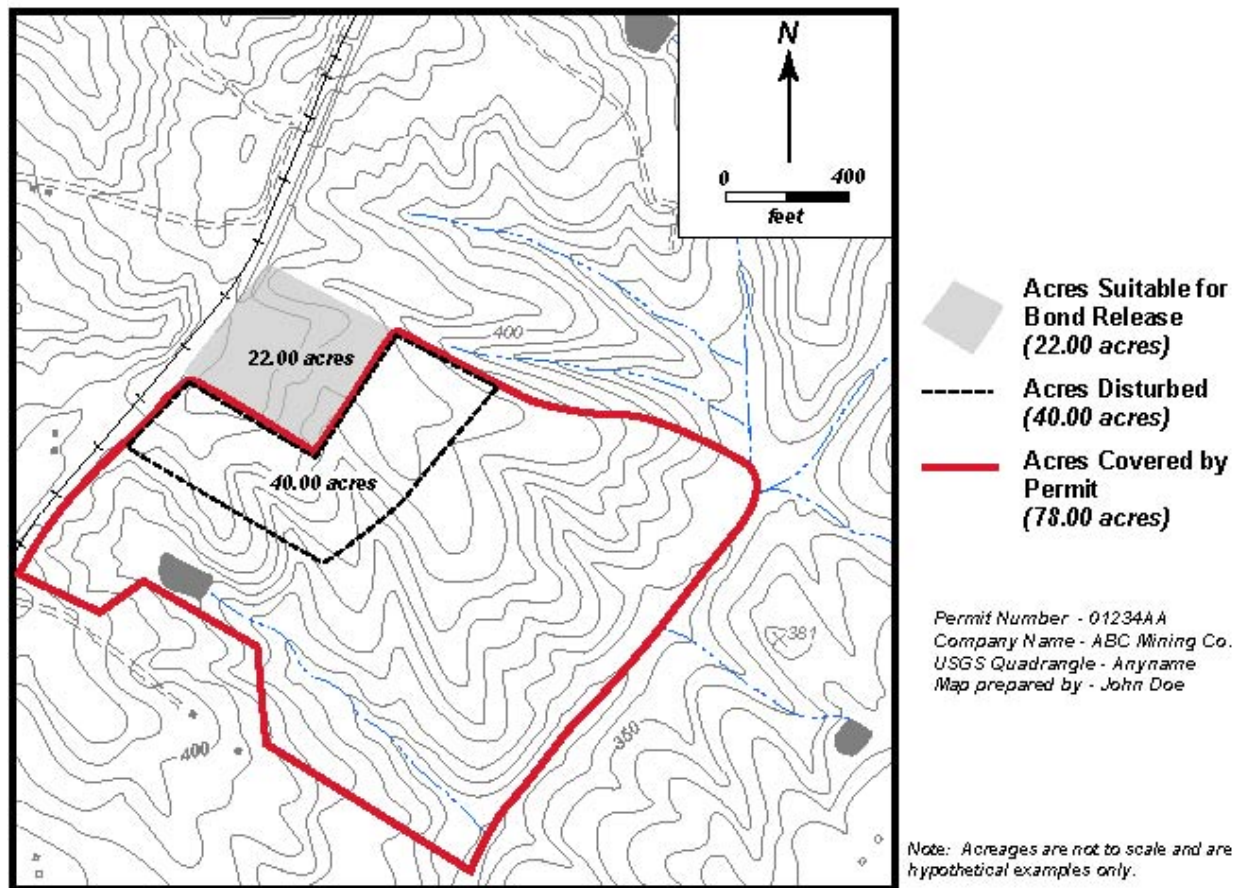 N
0 400
feet
400
22.00 acres
40.00 acres
381
350
400
Acres Suitable for
Bond Release
(22.00 acres)
Acres Disturbed
(40.00 acres)
Acres Covered by
Permit
(78.00 acres)
Permit Number - 01234AA
Company Name - ABC Mining Co.
USGS Quadrangle - Anyname
Map prepared by - John Doe
Note: Acreages are not to scale and are
hypothetical examples only.